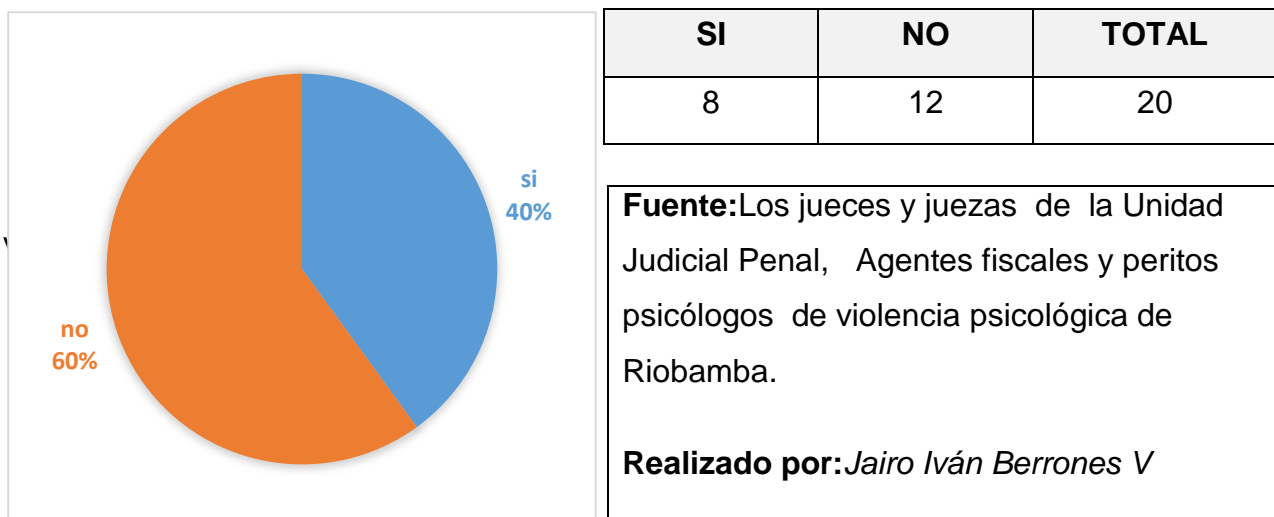 si
40%
no
60%
SI NO TOTAL
8 12 20
Fuente:Los jueces y juezas de la Unidad
Judicial Penal, Agentes fiscales y peritos
psicólogos de violencia psicológica de
Riobamba.
Realizado por:Jairo Iván Berrones V